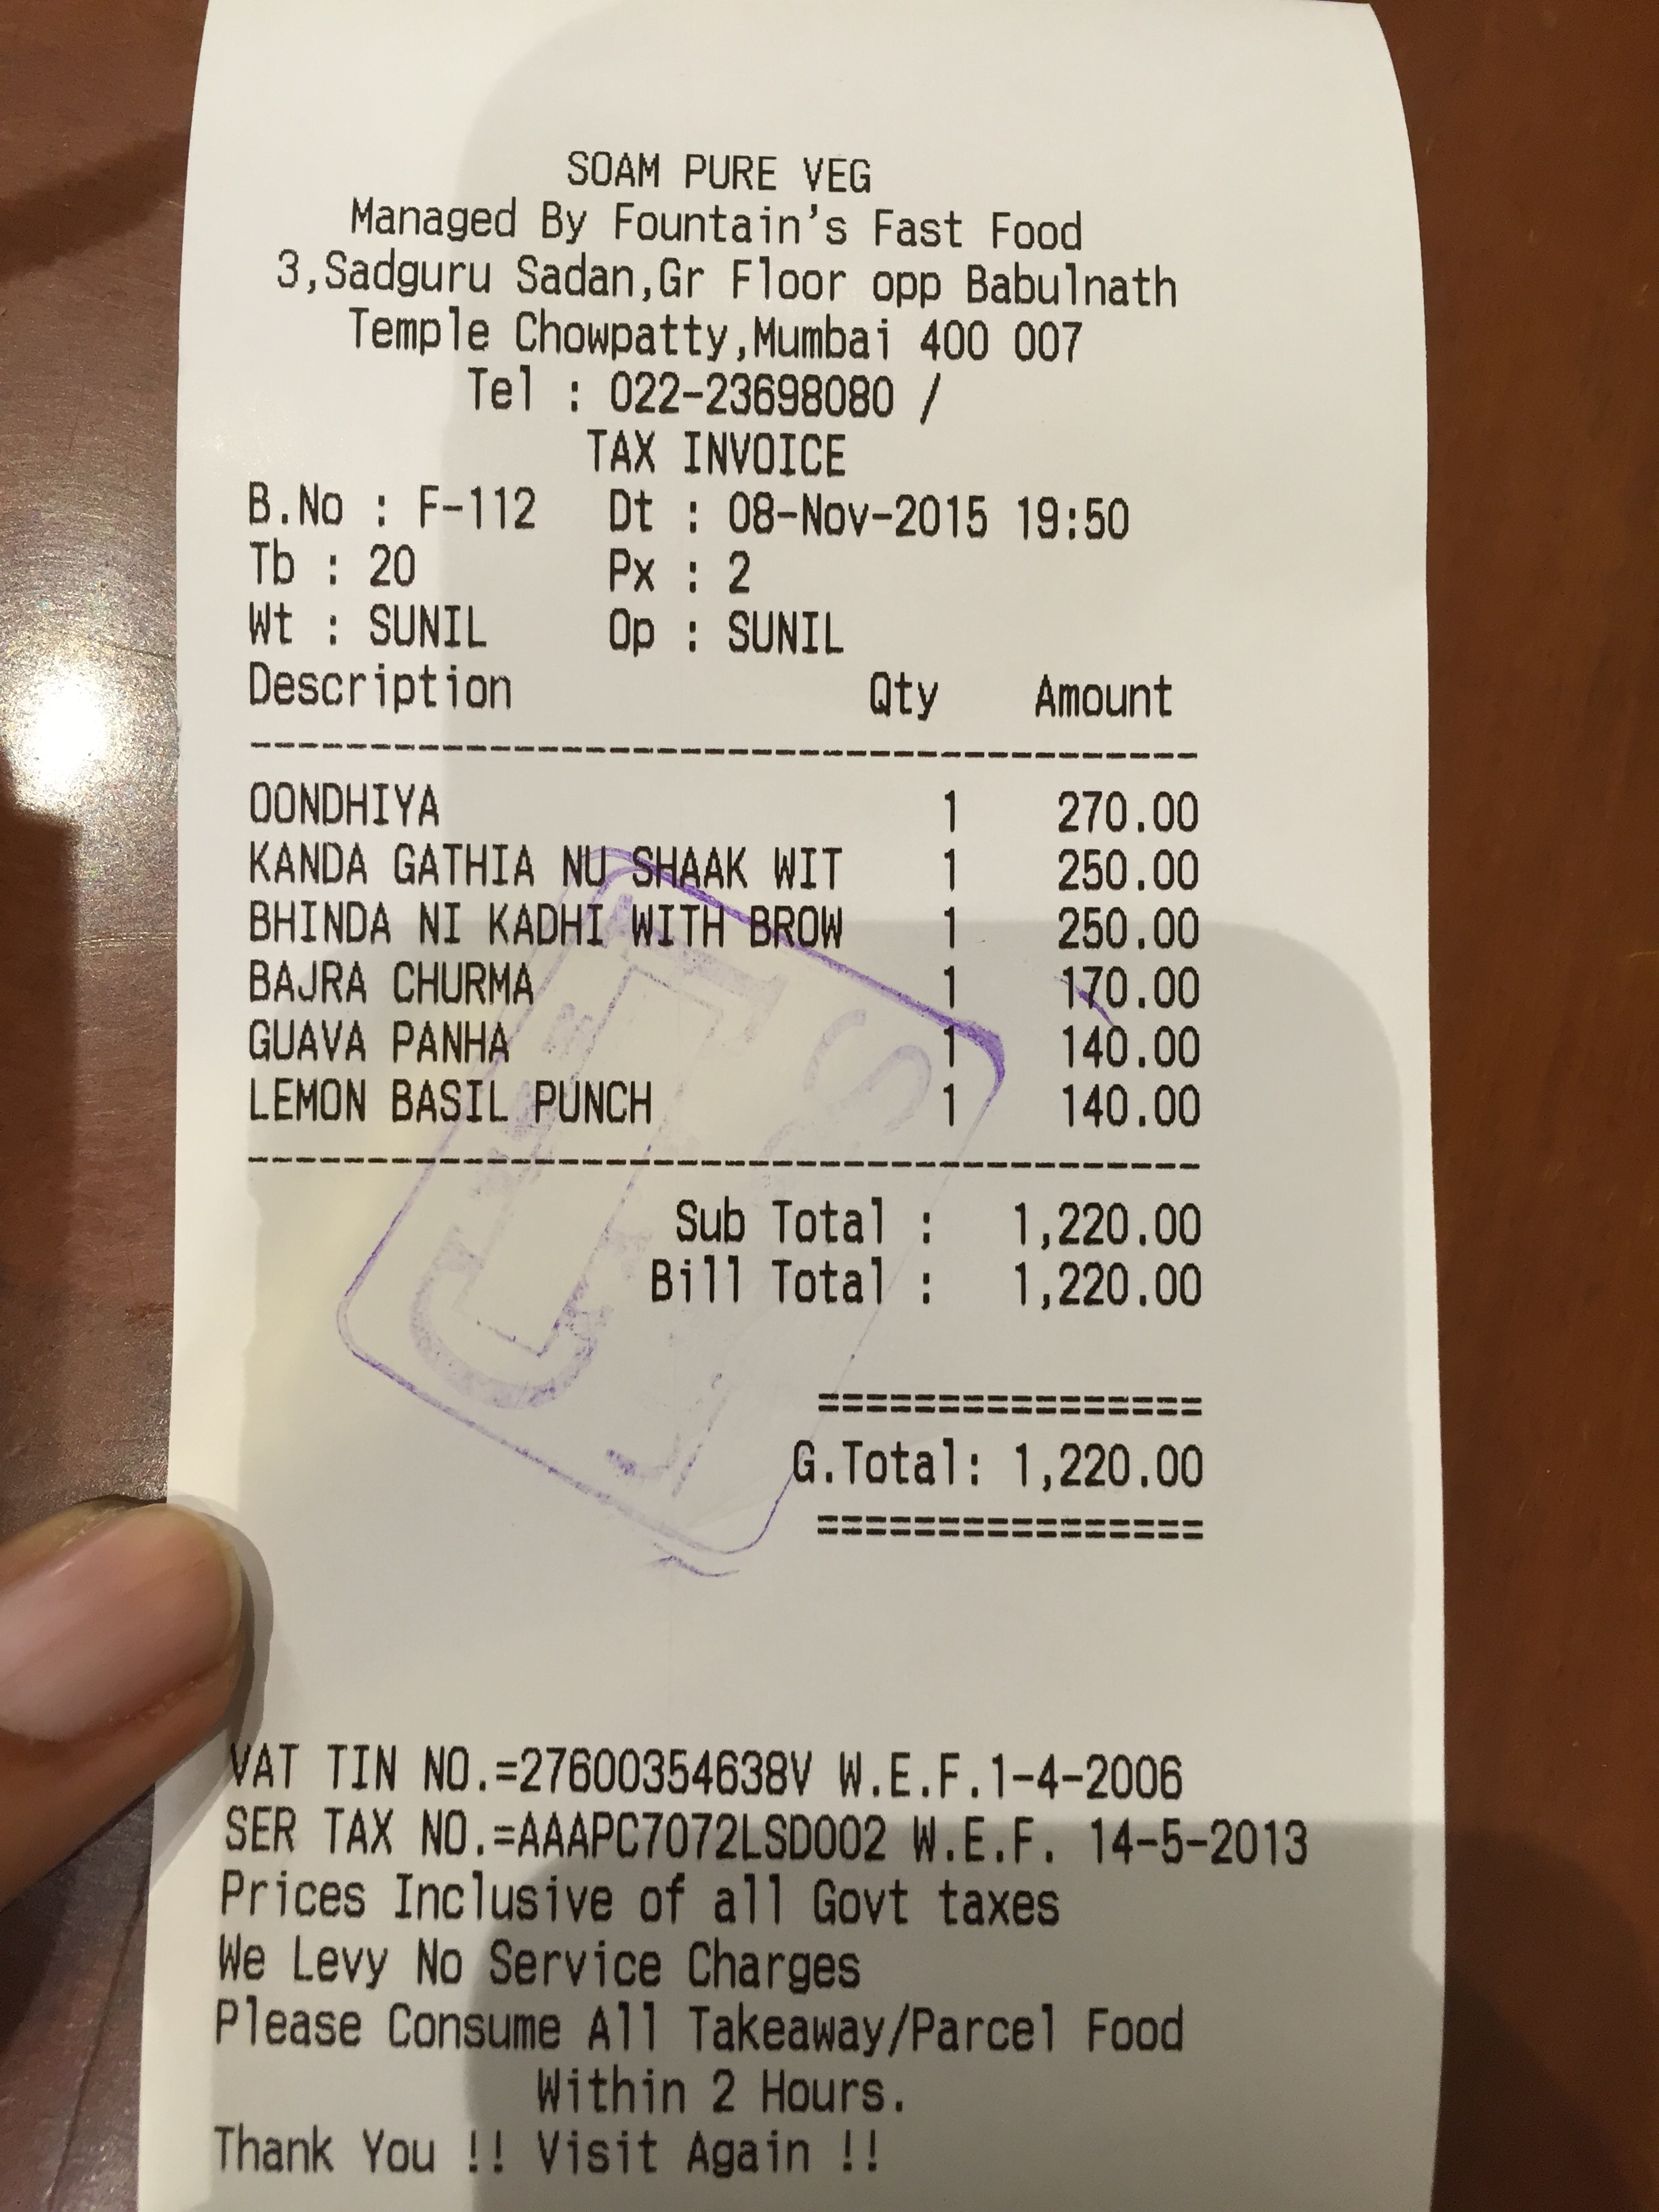 SOAM PURE VEG
Managed By Fountain's Fast Food
3,Sadguru Sadan,Gr Floor opp Babulnath
Temple Chowpatty,Mumbai 400 007
Tel : 022-23698080 /
TAX INVOICE
B.No : F-112 Dt : 08-Nov-2015 19:50
Tb : 20 Px : 2
Wt : SUNIL Op : SUNIL
Description Qty Amount
----------------------------------------
OONDHIYA 1 270.00
KANDA GATHIA NU SHAAK WIT 1 250.00
BHINDA NI KADHI WITH BROW 1 250.00
BAJRA CHURMA 1 170.00
GUAVA PANHA 1 140.00
LEMON BASIL PUNCH 1 140.00
----------------------------------------
Sub Total : 1,220.00
Bill Total : 1,220.00
================
G.Total: 1,220.00
================
VAT TIN NO.=27600354638V W.E.F.1-4-2006
SER TAX NO.=AAAPC7072LSD002 W.E.F. 14-5-2013
Prices Inclusive of all Govt taxes
We Levy No Service Charges
Please Consume All Takeaway/Parcel Food
Within 2 Hours.
Thank You !! Visit Again !!